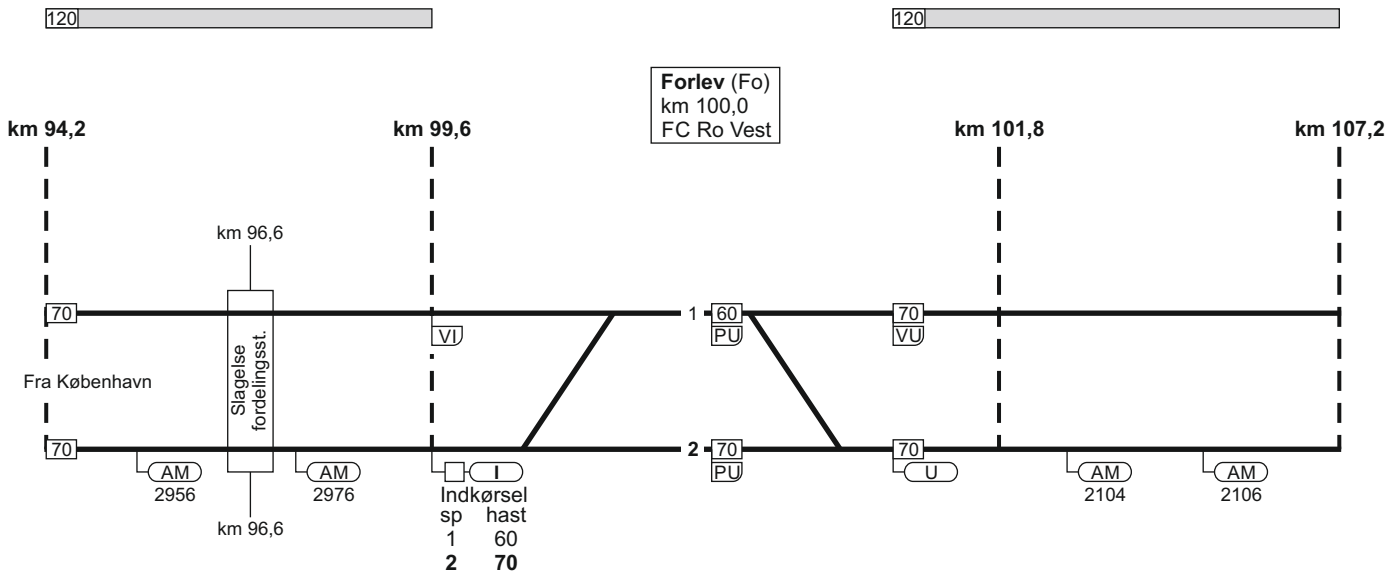 120
120
Forlev (Fo)
km 100,0
FC Ro Vest
km 94,2
km 99,6
km 101,8
km 107,2
km 96,6
70
1
60
70
VI
PU
VU
Fra København
Slagelse
fordelingsst.
70
2
70
70
AM
AM
I
PU
U
AM
AM
2956
2976
2104
2106
Indkørsel
sp hast
1 60
2 70
km 96,6